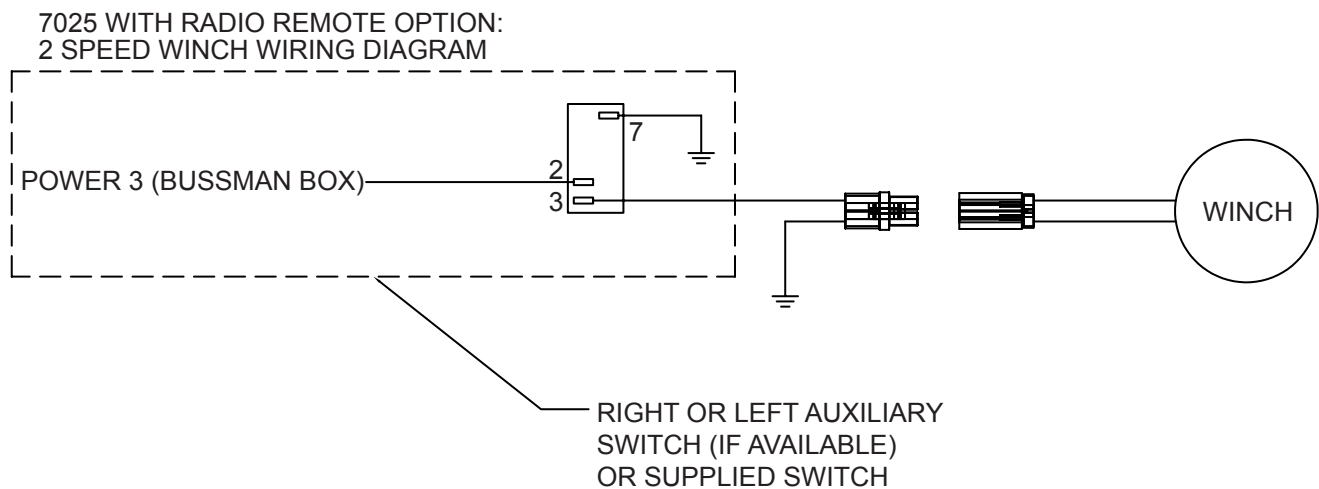 7025 WITH RADIO REMOTE OPTION:
2 SPEED WINCH WIRING DIAGRAM
7
POWER 3 (BUSSMAN BOX)
2
3
WINCH
RIGHT OR LEFT AUXILIARY
SWITCH (IF AVAILABLE)
OR SUPPLIED SWITCH